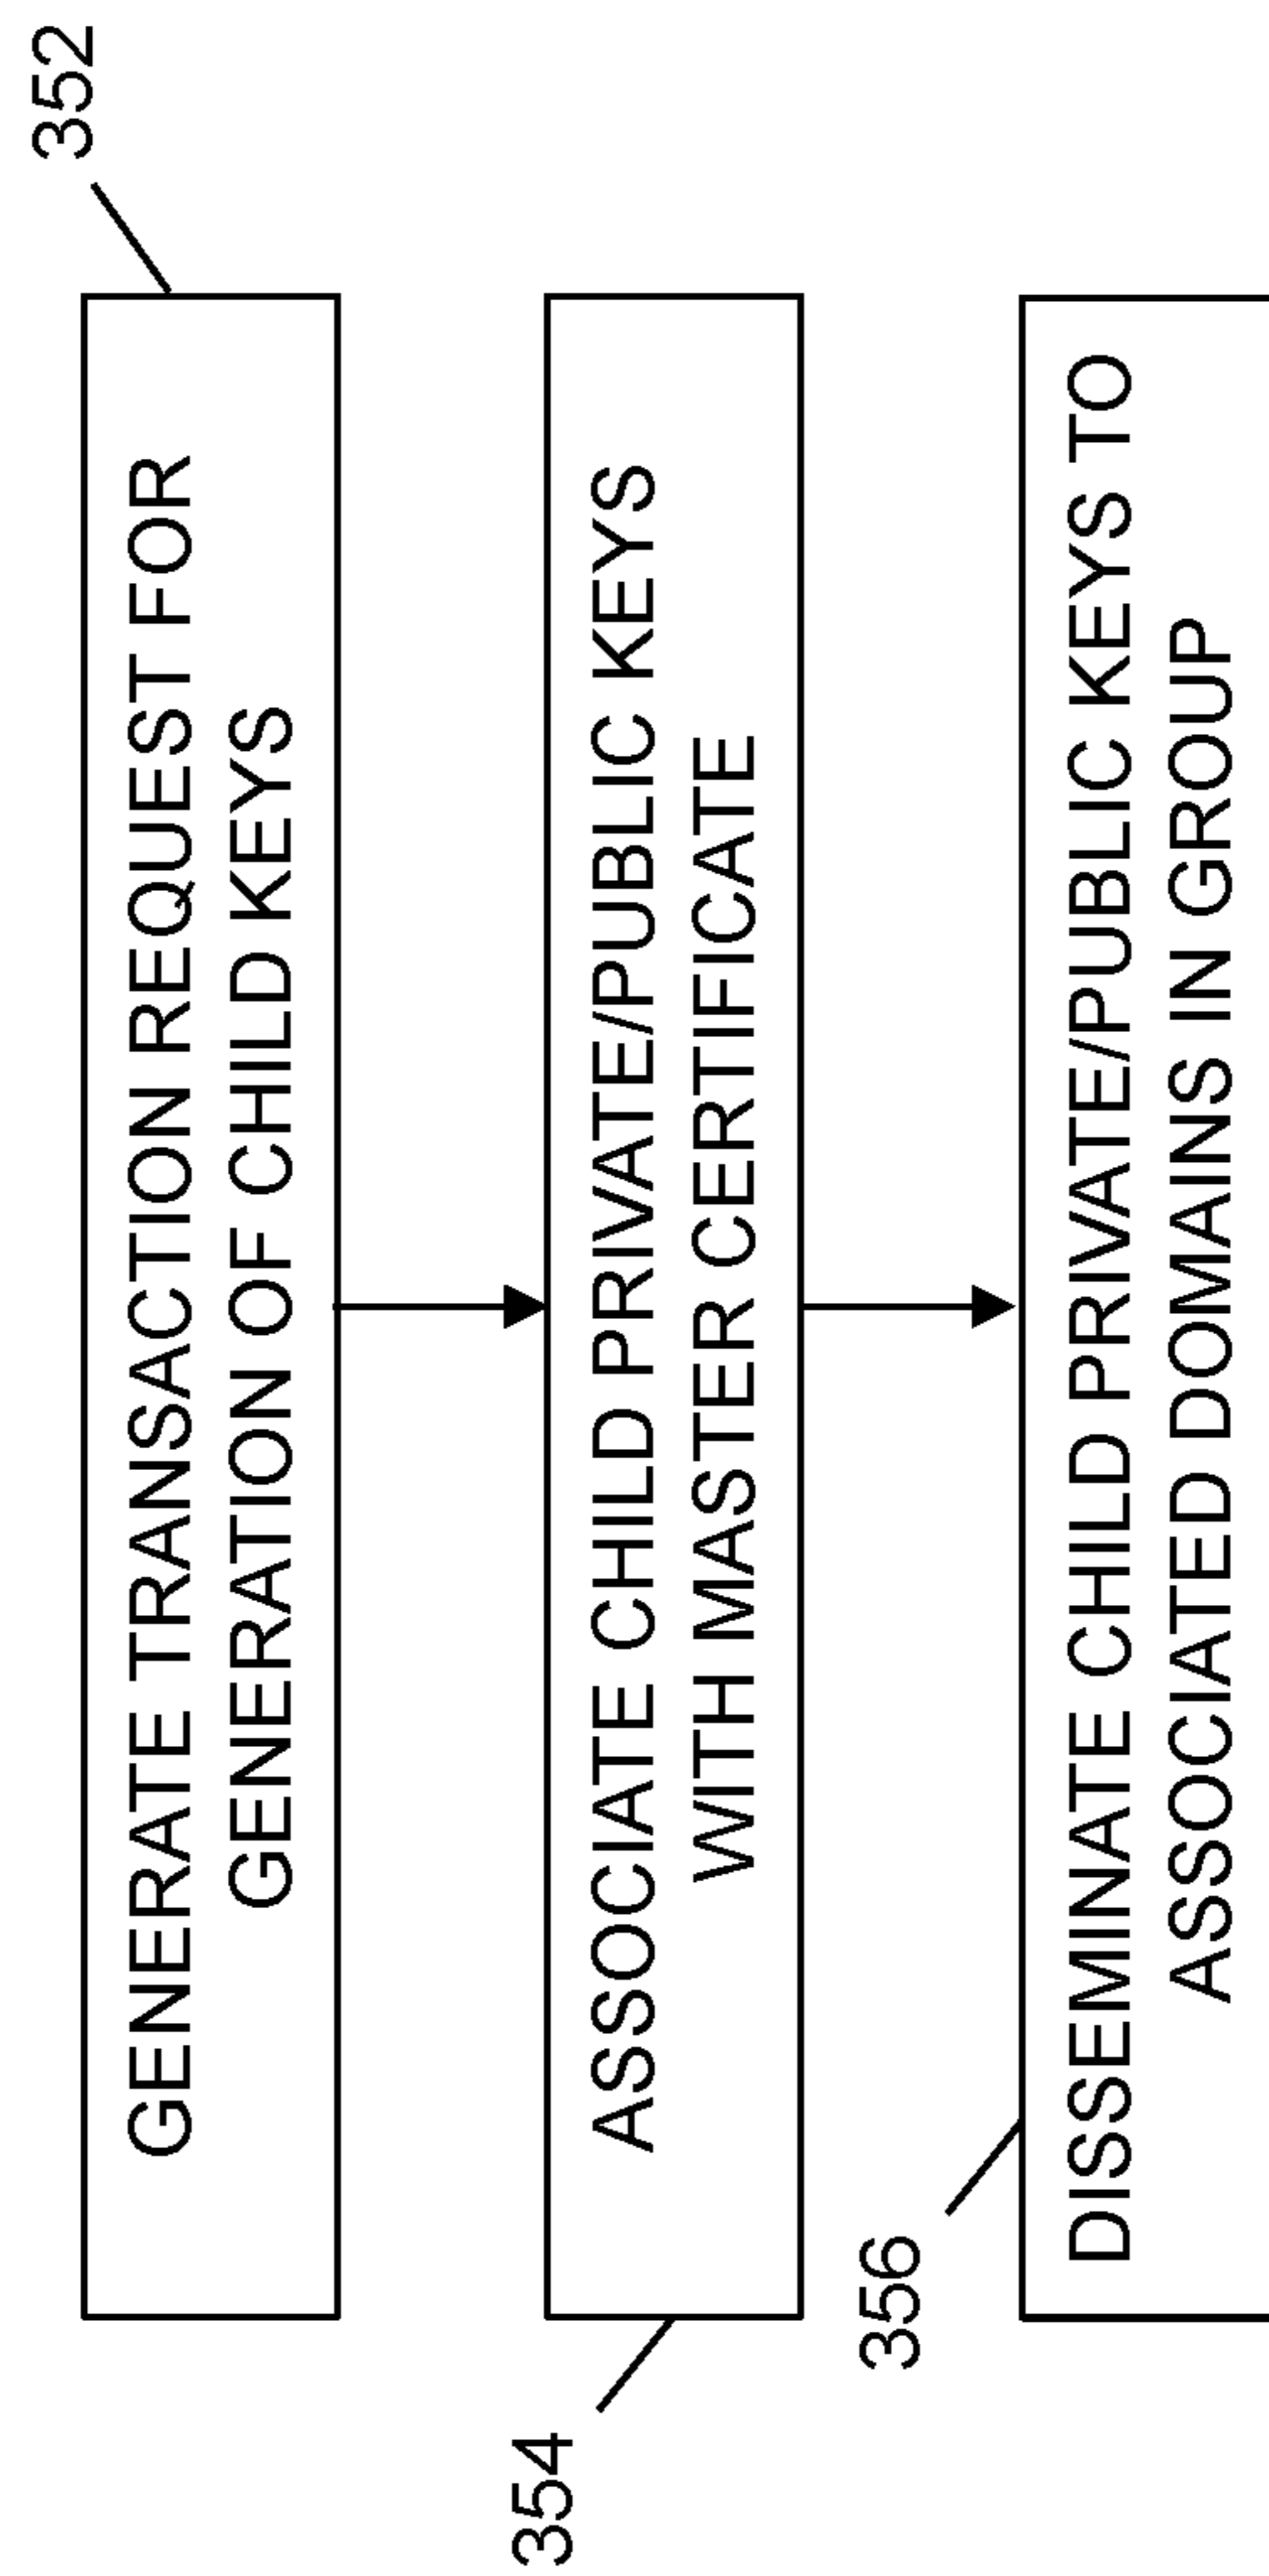 352
GENERATE TRANSACTION REQUEST FOR
GENERATION OF CHILD KEYS
354
ASSOCIATE CHILD PRIVATE/PUBLIC KEYS
WITH MASTER CERTIFICATE
356
DISSEMINATE CHILD PRIVATE/PUBLIC KEYS TO
ASSOCIATED DOMAINS IN GROUP